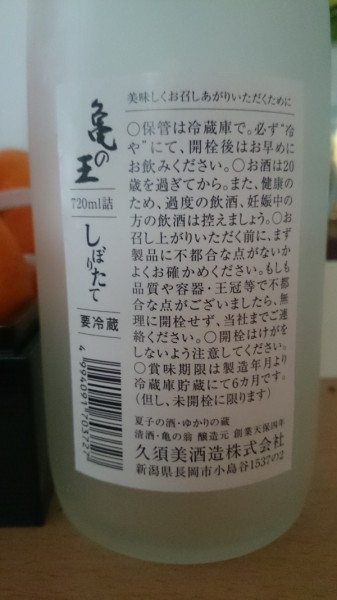 亀の王
720ml詰
しぼりたて
要冷蔵
4994091703727
美味しくお召しあがりいただくために
〇保管は冷蔵庫で。必ず“冷
や”にて、開栓後はお早めに
お飲みください。〇お酒は20
歳を過ぎてから。また、健康の
ため、過度の飲酒、妊娠中の
方の飲酒は控えましょう。〇お
召し上がりいただく前に、まず
製品に不都合な点がないか
よくお確かめください。もしも
品質や容器・王冠等で不都
合な点がございましたら、無
理に開栓せず、当社までご連
絡ください。〇開栓はけがを
しないよう注意してください。
〇賞味期限は製造年月より
冷蔵庫貯蔵にて6カ月です。
(但し、未開栓に限ります)
夏子の酒・ゆかりの蔵
清酒・亀の翁 醸造元 創業天保四年
久須美酒造株式会社
新潟県長岡市小島谷1537の2